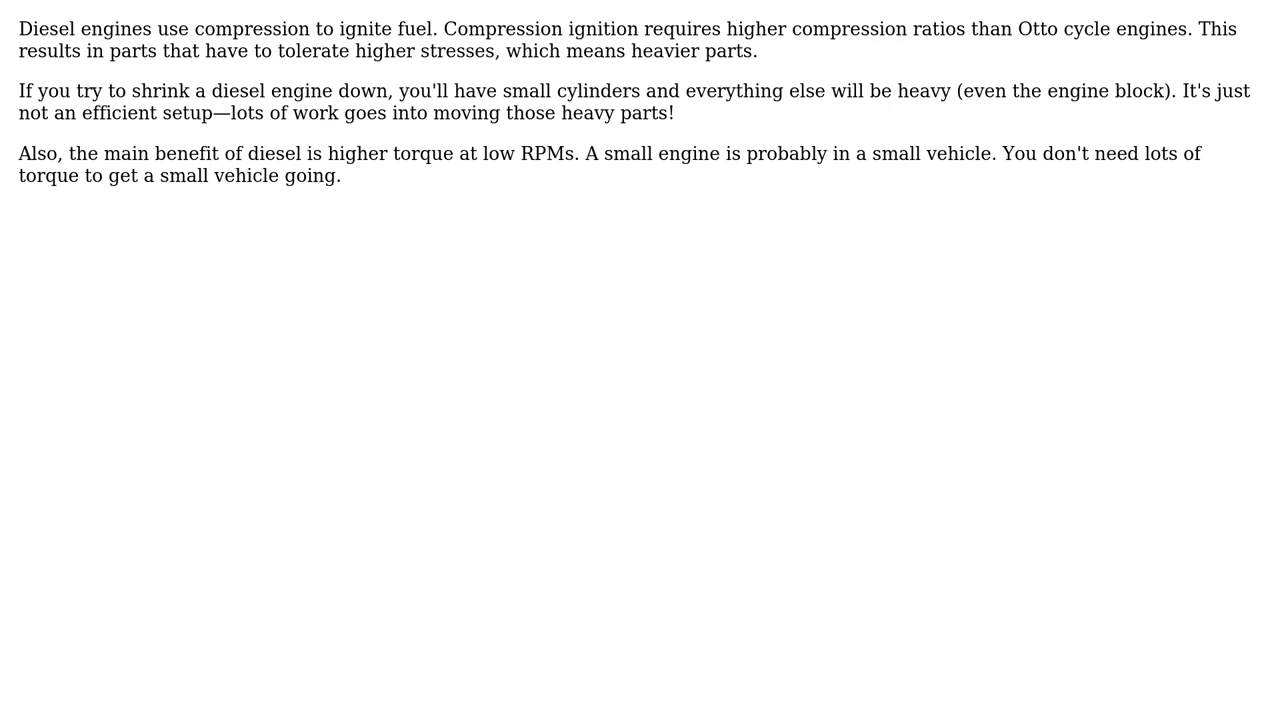 Diesel engines use compression to ignite fuel. Compression ignition requires higher compression ratios than Otto cycle engines. This
results in parts that have to tolerate higher stresses, which means heavier parts.
If you try to shrink a diesel engine down, you'll have small cylinders and everything else will be heavy (even the engine block). It's just
not an efficient setup—lots of work goes into moving those heavy parts!
Also, the main benefit of diesel is higher torque at low RPMs. A small engine is probably in a small vehicle. You don't need lots of
torque to get a small vehicle going.